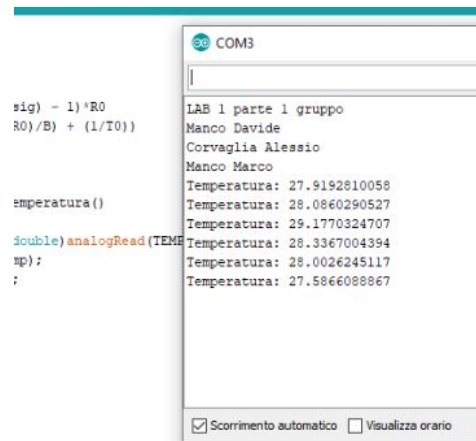 COM3
sig) - 1)*R0
R0)/B) + (1/T0))
emperatura()
double)analogRead(TEMP
mp);
;
LAB 1 parte 1 gruppo
Manco Davide
Corvaglia Alessio
Manco Marco
Temperatura: 27.9192810058
Temperatura: 28.0860290527
Temperatura: 29.1770324707
Temperatura: 28.3367004394
Temperatura: 28.0026245117
Temperatura: 27.5866088867
Scorrimento automatico Visualizza orario